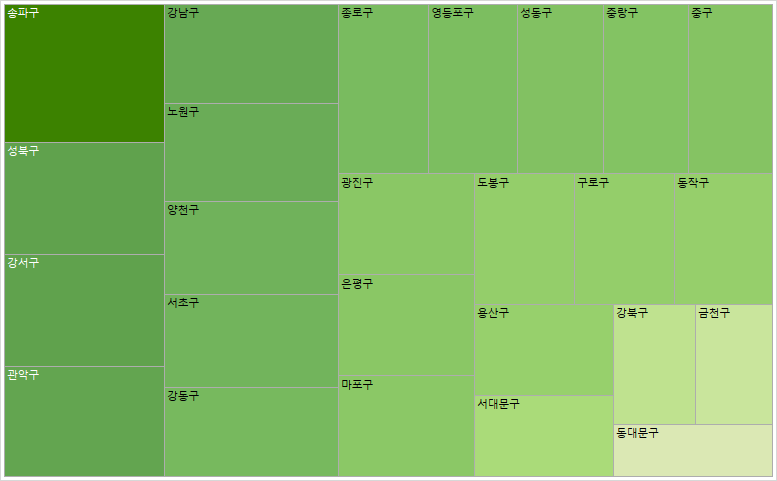 송파구
성북구
강서구
관악구
강남구
노원구
양천구
서초구
강동구
종로구
영등포구
성동구
중랑구
중구
광진구
은평구
마포구
도봉구
구로구
동작구
용산구
서대문구
강북구
금천구
동대문구